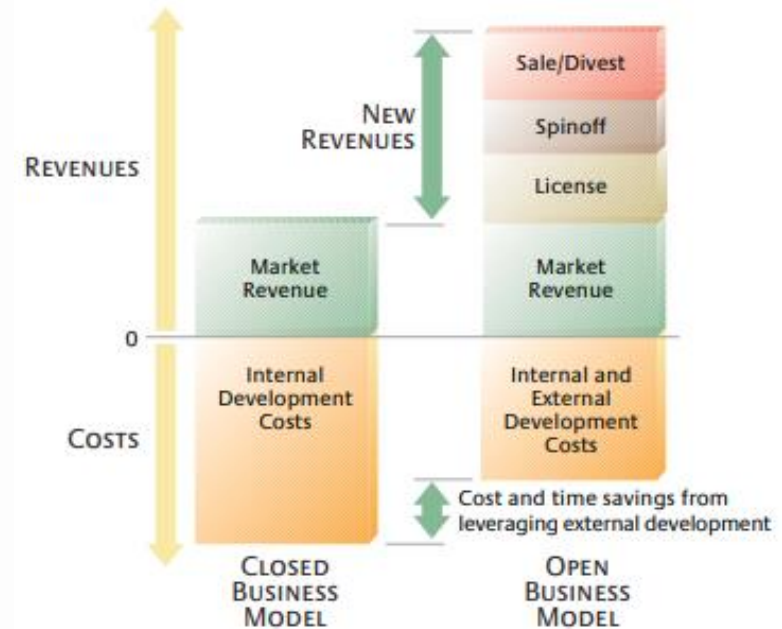 REVENUES
NEW
REVENUES
Sale/Divest
Spinoff
License
Market
Revenue
Market
Revenue
0
COSTS
Internal
Development
Costs
Internal and
External
Development
Costs
Cost and time savings from
leveraging external development
CLOSED
BUSINESS
MODEL
OPEN
BUSINESS
MODEL